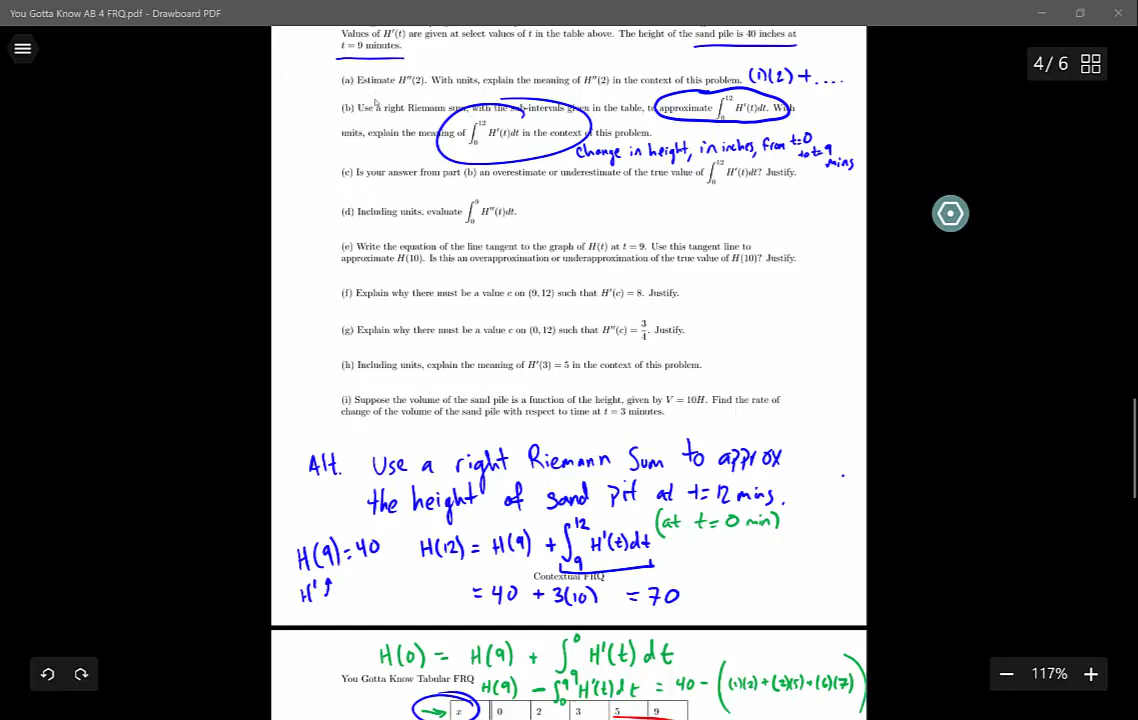 You Gotta Know AB 4 FRQ.pdf - Drawboard PDF
4/6
Values of H'(t) are given at select values of t in the table above. The height of the sand pile is 40 inches at
t = 9 minutes.
(a) Estimate H''(2). With units, explain the meaning of H''(2) in the context of this problem.
(1)(2) + ....
(b) Use a right Riemann sum, with the sub-intervals given in the table, to approximate ∫₀¹² H'(t)dt. With
units, explain the meaning of ∫₀¹² H'(t)dt in the context of this problem.
change in height, in inches, from t=0
to t=9
mins
(c) Is your answer from part (b) an overestimate or underestimate of the true value of ∫₀¹² H'(t)dt? Justify.
(d) Including units, evaluate ∫₀⁹ H''(t)dt.
(e) Write the equation of the line tangent to the graph of H(t) at t = 9. Use this tangent line to
approximate H(10). Is this an overapproximation or underapproximation of the true value of H(10)? Justify.
(f) Explain why there must be a value c on (9, 12) such that H'(c) = 8. Justify.
(g) Explain why there must be a value c on (0, 12) such that H''(c) = 3/4. Justify.
(h) Including units, explain the meaning of H'(3) = 5 in the context of this problem.
(i) Suppose the volume of the sand pile is a function of the height, given by V = 10H. Find the rate of
change of the volume of the sand pile with respect to time at t = 3 minutes.
Alt. Use a right Riemann Sum to approx
the height of sand pit at t=12 mins.
(at t=0 min)
H(9)=40 H(12) = H(9) + ∫₉¹² H'(t)dt
Contextual FRQ
H' ↑ = 40 + 3(10) = 70
H(0) = H(9) + ∫₉⁰ H'(t)dt
You Gotta Know Tabular FRQ
H(9) - ∫₀⁹ H'(t)dt = 40 - ((1)(2)+(2)(5)+(6)(7))
→ x 0 2 3 5 9
117%